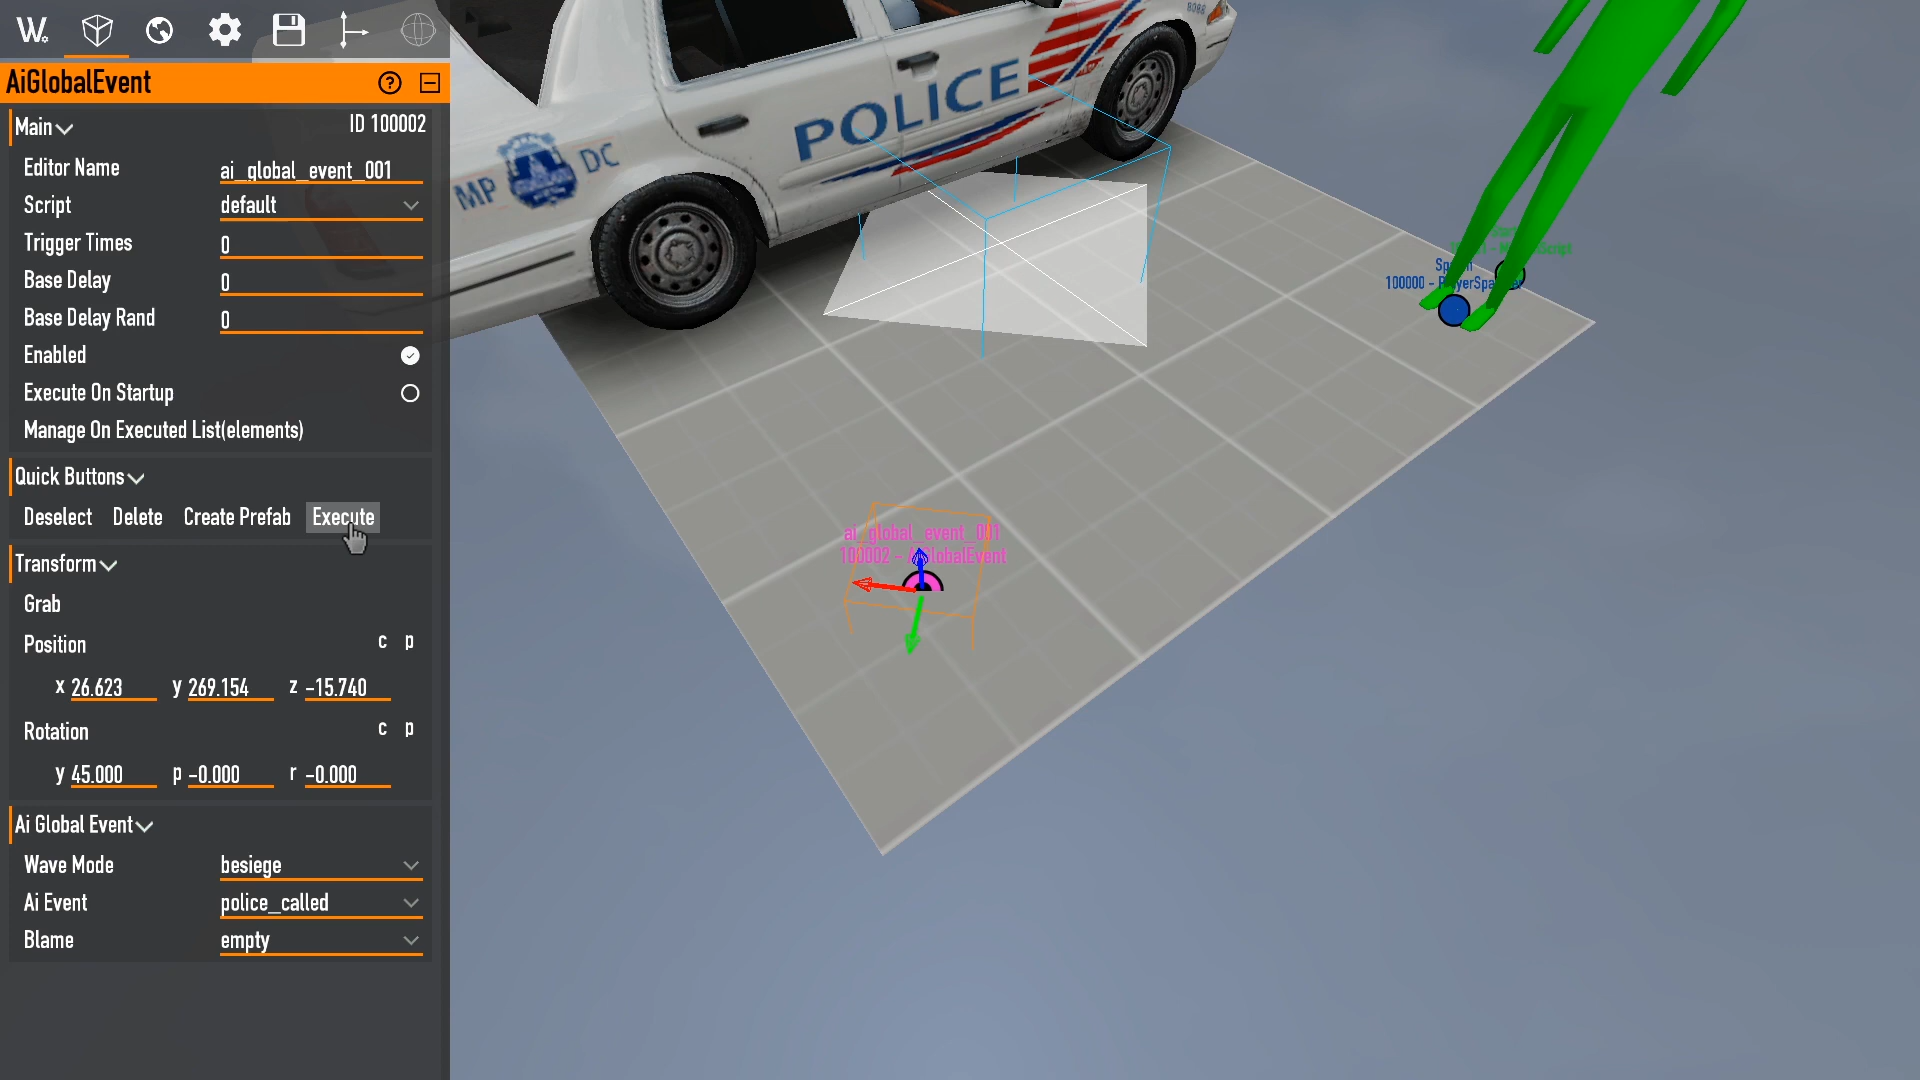 W.
AiGlobalEvent
?
Main
ID 100002
Editor Name
ai_global_event_001
Script
default
Trigger Times
0
Base Delay
0
Base Delay Rand
0
Enabled
Execute On Startup
Manage On Executed List(elements)
Quick Buttons
Deselect Delete Create Prefab Execute
Transform
Grab
Position
c p
x 26.623 y 269.154 z -15.740
Rotation
c p
y 45.000 p -0.000 r -0.000
Ai Global Event
Wave Mode
besiege
Ai Event
police_called
Blame
empty
POLICE
MP DC
8088
ai_global_event_001
100002 - AiGlobalEvent
100000 -